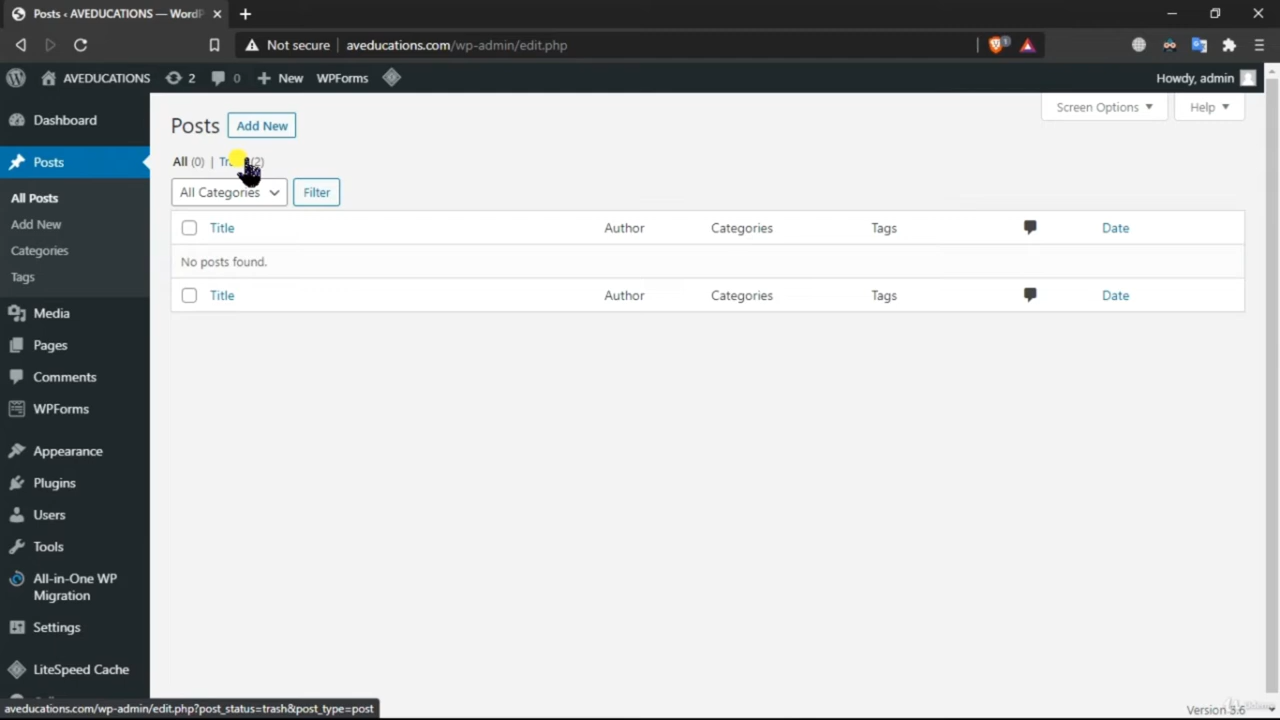 Posts ‹ AVEDUCATIONS — WordP
Not secure
aveducations.com/wp-admin/edit.php
1
AVEDUCATIONS
2
0
New
WPForms
Howdy, admin
Dashboard
Posts
All Posts
Add New
Categories
Tags
Media
Pages
Comments
WPForms
Appearance
Plugins
Users
Tools
All-in-One WP
Migration
Settings
LiteSpeed Cache
Screen Options
Help
Posts
Add New
All (0) | (2)
All Categories
Filter
Title Author Categories Tags Date
No posts found.
Title Author Categories Tags Date
aveducations.com/wp-admin/edit.php?post_status=trash&post_type=post